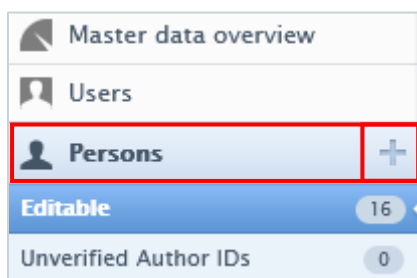 Master data overview
Users
Persons +
Editable 16
Unverified Author IDs 0